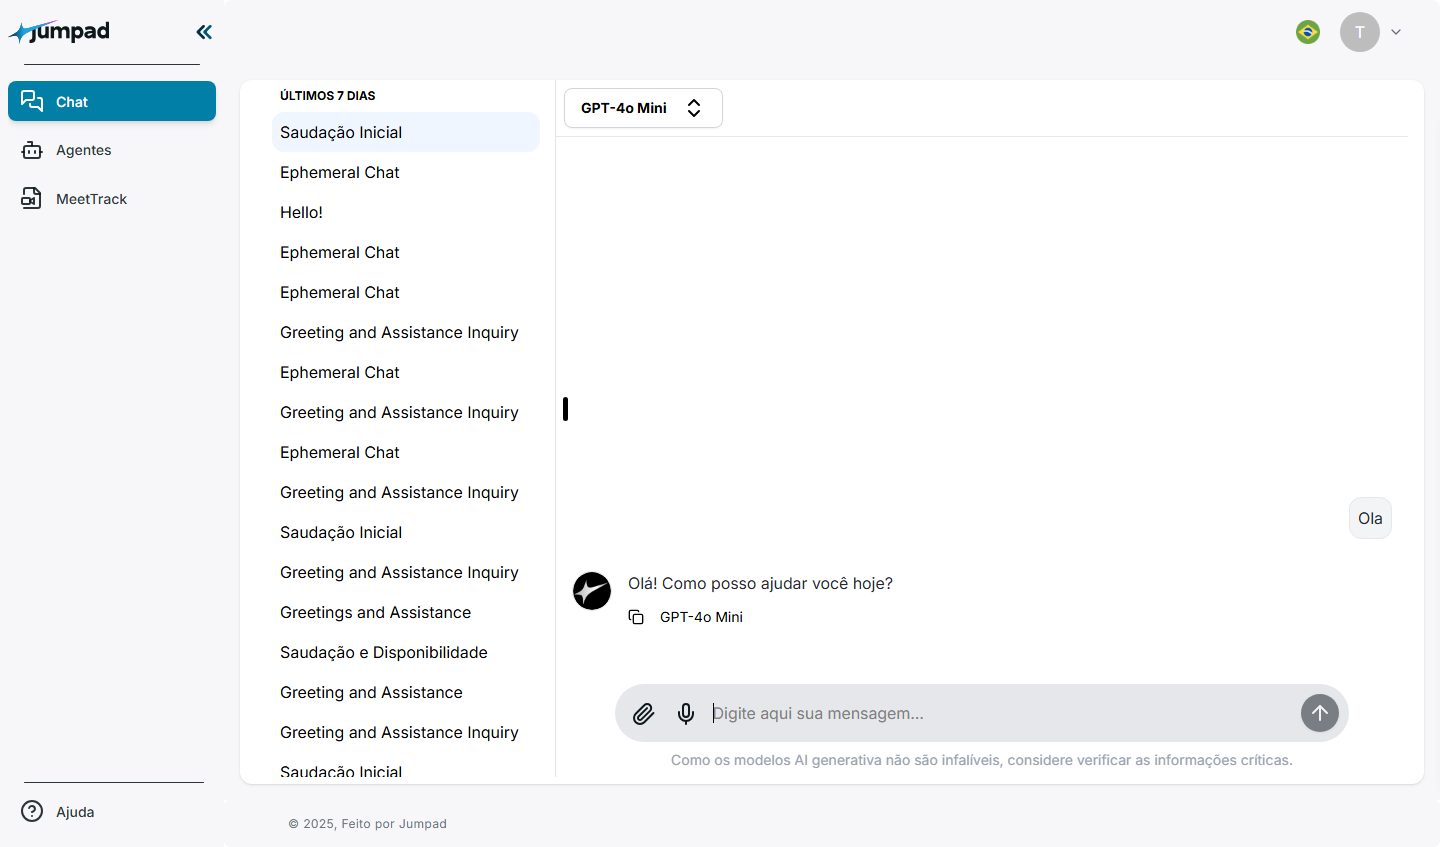 jumpad
Chat
Agentes
MeetTrack
Ajuda
T
ÚLTIMOS 7 DIAS
Saudação Inicial
Ephemeral Chat
Hello!
Ephemeral Chat
Ephemeral Chat
Greeting and Assistance Inquiry
Ephemeral Chat
Greeting and Assistance Inquiry
Ephemeral Chat
Greeting and Assistance Inquiry
Saudação Inicial
Greeting and Assistance Inquiry
Greetings and Assistance
Saudação e Disponibilidade
Greeting and Assistance
Greeting and Assistance Inquiry
Saudação Inicial
GPT-4o Mini
Ola
Olá! Como posso ajudar você hoje?
GPT-4o Mini
Digite aqui sua mensagem...
Como os modelos AI generativa não são infalíveis, considere verificar as informações críticas.
© 2025, Feito por Jumpad